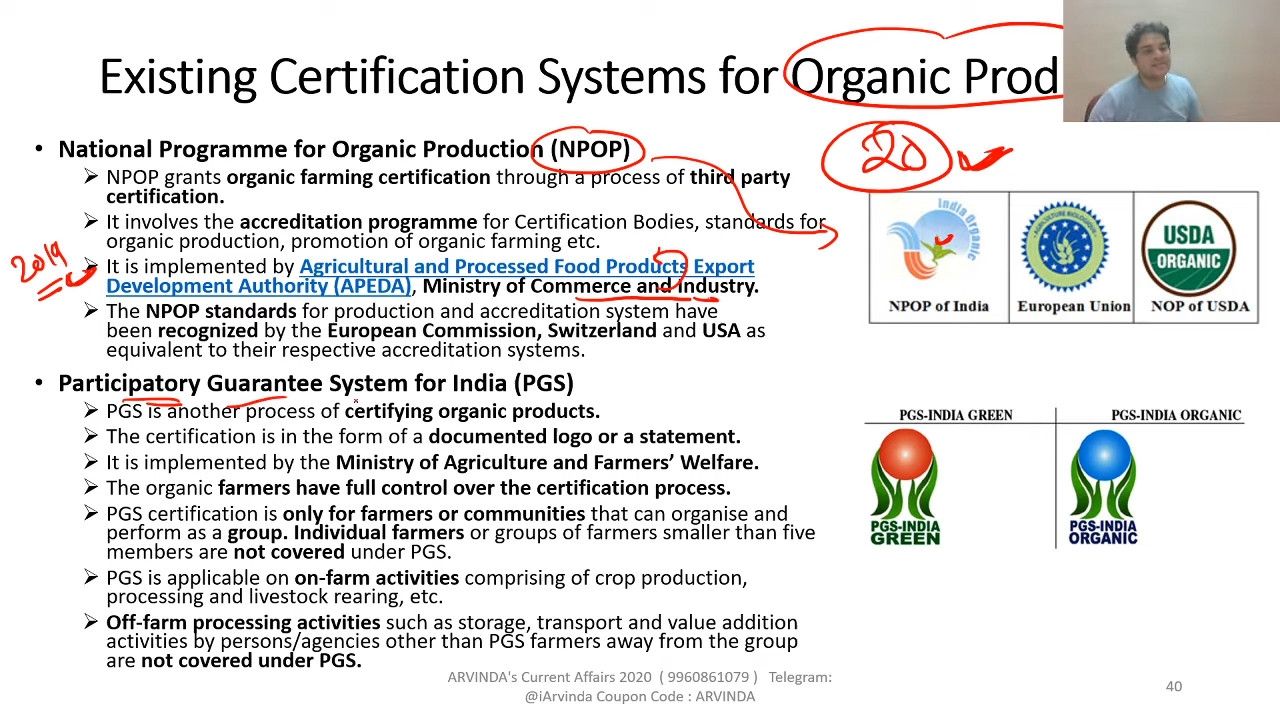 Existing Certification Systems for Organic Prod
• National Programme for Organic Production (NPOP)
20
➢ NPOP grants organic farming certification through a process of third party
certification.
➢ It involves the accreditation programme for Certification Bodies, standards for
organic production, promotion of organic farming etc.
2019
➢ It is implemented by Agricultural and Processed Food Products Export
Development Authority (APEDA), Ministry of Commerce and Industry.
➢ The NPOP standards for production and accreditation system have
been recognized by the European Commission, Switzerland and USA as
equivalent to their respective accreditation systems.
India Organic
AGRICULTURE BIOLOGIQUE
USDA
ORGANIC
NPOP of India
European Union
NOP of USDA
• Participatory Guarantee System for India (PGS)
➢ PGS is another process of certifying organic products.
➢ The certification is in the form of a documented logo or a statement.
➢ It is implemented by the Ministry of Agriculture and Farmers' Welfare.
➢ The organic farmers have full control over the certification process.
➢ PGS certification is only for farmers or communities that can organise and
perform as a group. Individual farmers or groups of farmers smaller than five
members are not covered under PGS.
➢ PGS is applicable on on-farm activities comprising of crop production,
processing and livestock rearing, etc.
➢ Off-farm processing activities such as storage, transport and value addition
activities by persons/agencies other than PGS farmers away from the group
are not covered under PGS.
PGS-INDIA GREEN
PGS-INDIA ORGANIC
PGS-INDIA
GREEN
PGS-INDIA
ORGANIC
ARVINDA's Current Affairs 2020 ( 9960861079 ) Telegram:
@iArvinda Coupon Code : ARVINDA
40